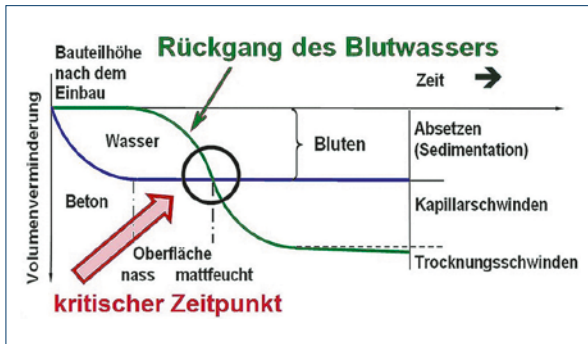 Rückgang des Blutwassers
Bauteilhöhe
nach dem
Einbau
Zeit
Wasser
Bluten
Absetzen
(Sedimentation)
Volumenverminderung
Beton
Kapillarschwinden
Oberfläche
nass mattfeucht
Trocknungsschwinden
kritischer Zeitpunkt